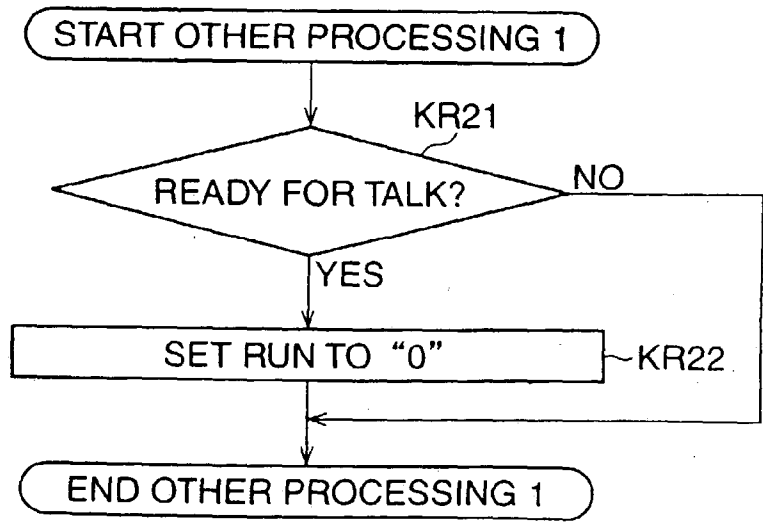 START OTHER PROCESSING 1
KR21
READY FOR TALK?
NO
YES
SET RUN TO “0”
KR22
END OTHER PROCESSING 1